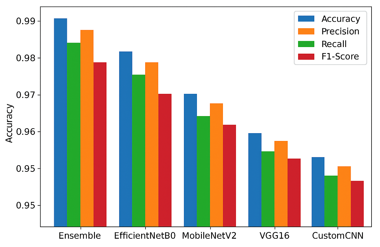 Accuracy
Precision
Recall
F1-Score
Accuracy
0.99
0.98
0.97
0.96
0.95
0.95
Ensemble EfficientNetB0 MobileNetV2 VGG16 CustomCNN